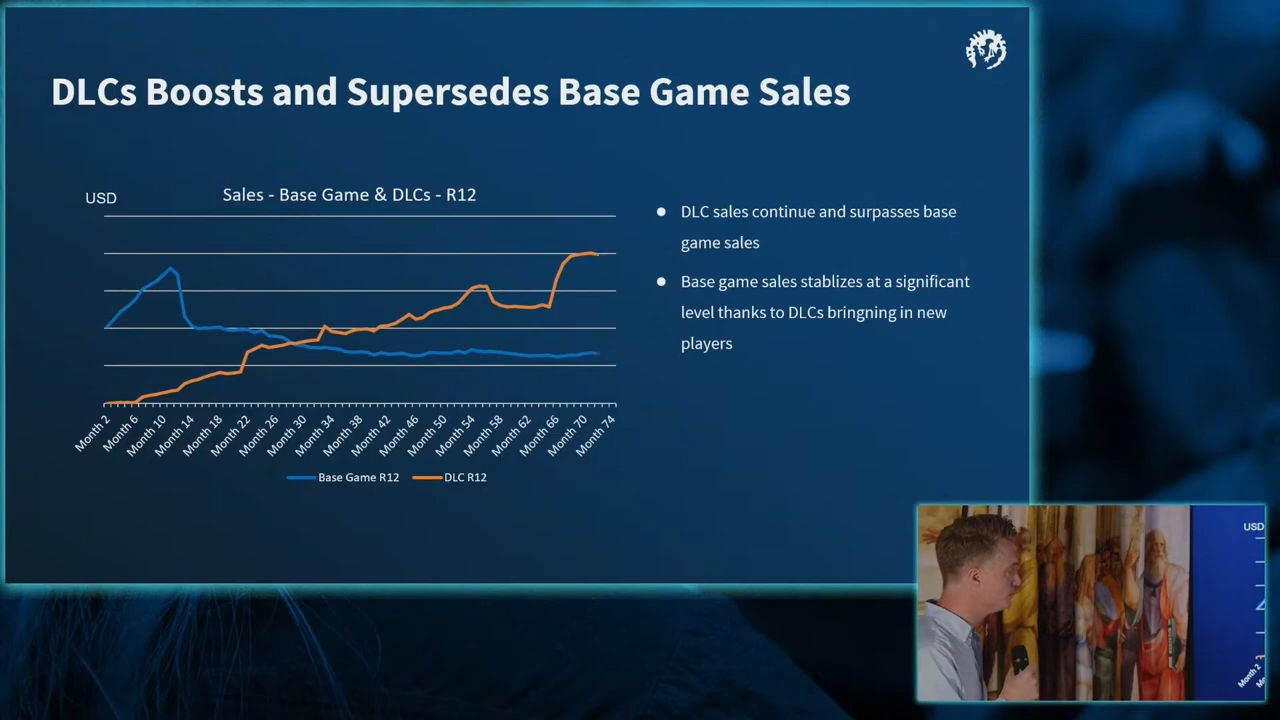 DLCs Boosts and Supersedes Base Game Sales
USD
Sales - Base Game & DLCs - R12
Month 2
Month 6
Month 10
Month 14
Month 18
Month 22
Month 26
Month 30
Month 34
Month 38
Month 42
Month 46
Month 50
Month 54
Month 58
Month 62
Month 66
Month 70
Month 74
Base Game R12
DLC R12
DLC sales continue and surpasses base
game sales
Base game sales stablizes at a significant
level thanks to DLCs bringning in new
players
USD
Month 2